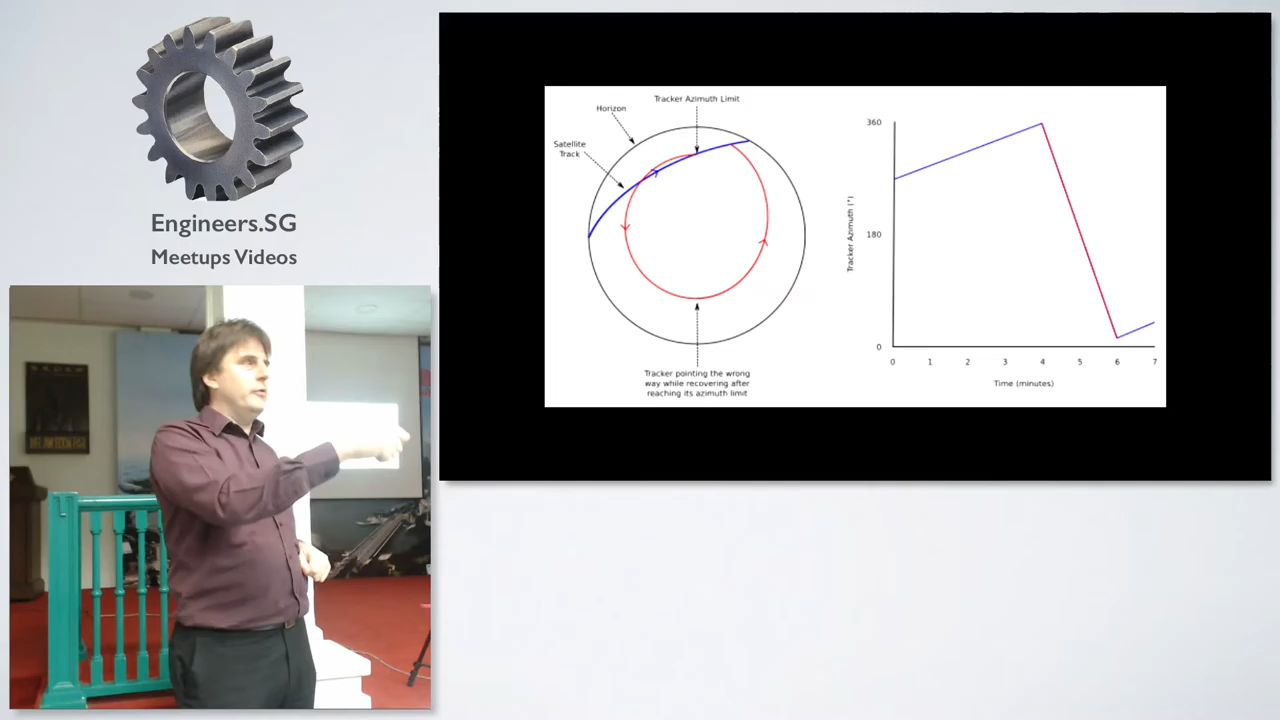 Engineers.SG
Meetups Videos
Tracker Azimuth Limit
Horizon
Satellite
Track
Tracker pointing the wrong
way while recovering after
reaching its azimuth limit
360
180
0
Tracker Azimuth (°)
0 1 2 3 4 5 6 7
Time (minutes)